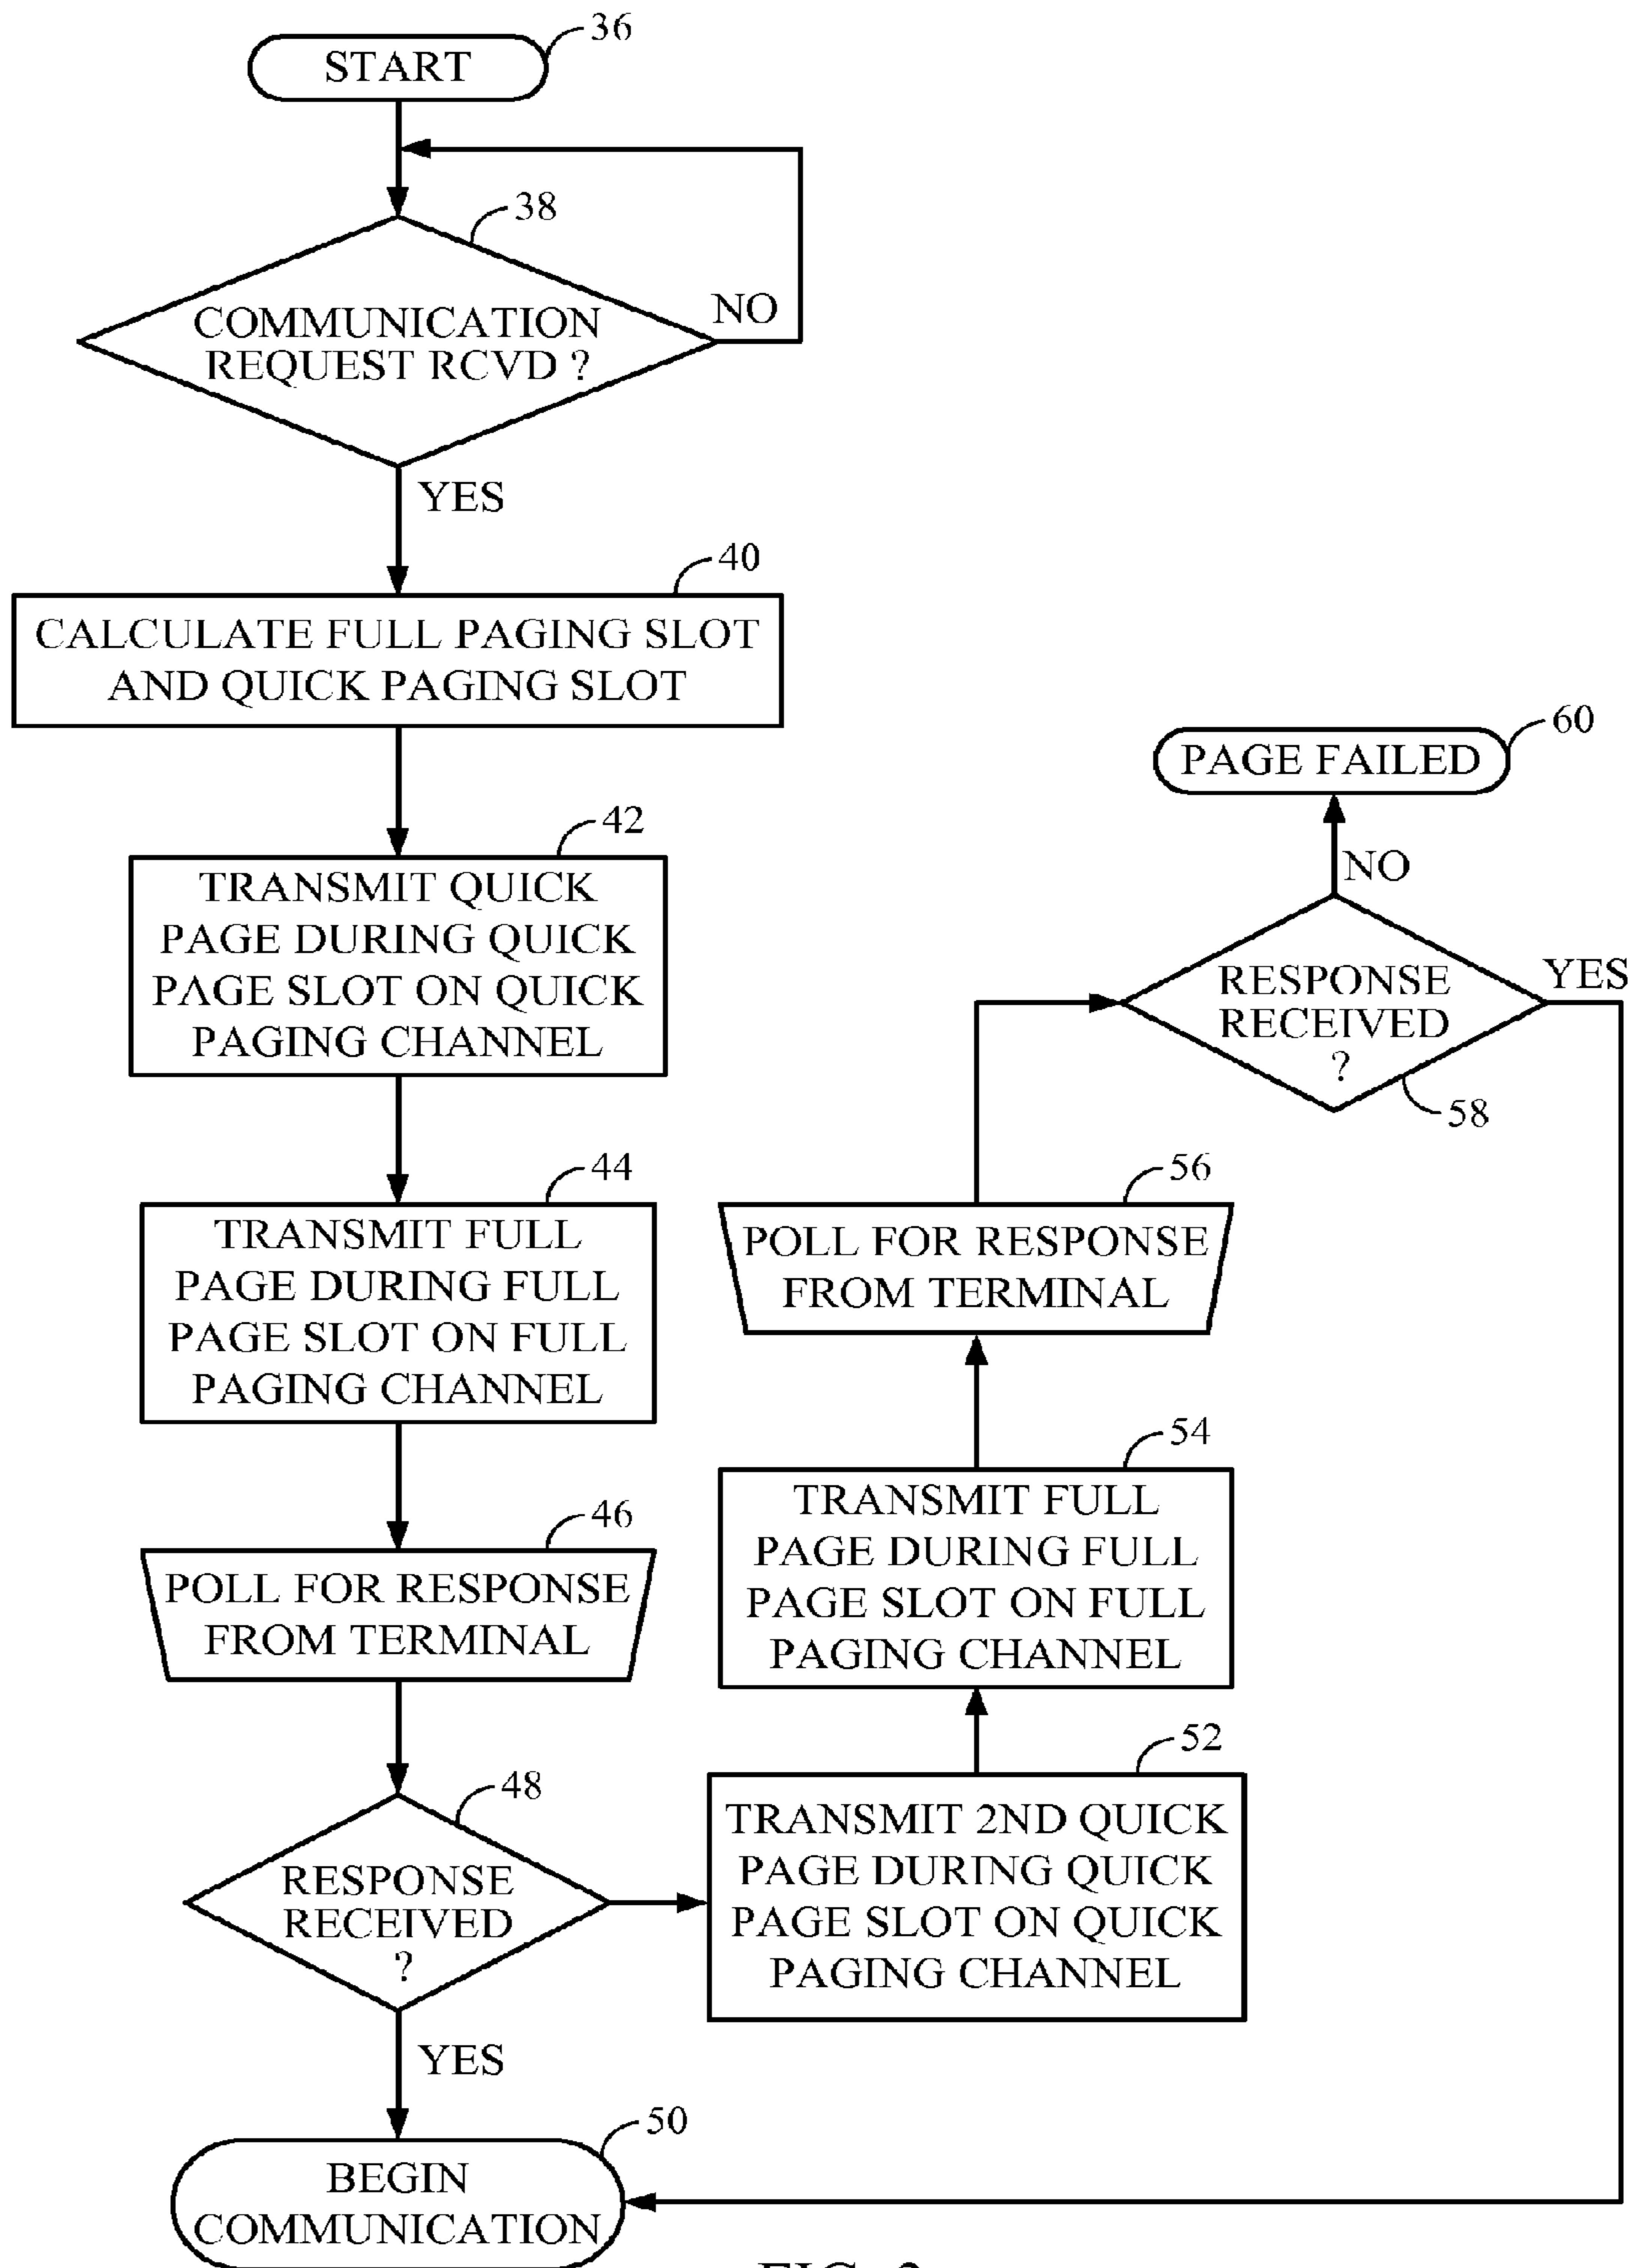 36
START
38
COMMUNICATION
REQUEST RCVD ?
NO
YES
40
CALCULATE FULL PAGING SLOT
AND QUICK PAGING SLOT
42
TRANSMIT QUICK
PAGE DURING QUICK
PAGE SLOT ON QUICK
PAGING CHANNEL
44
TRANSMIT FULL
PAGE DURING FULL
PAGE SLOT ON FULL
PAGING CHANNEL
46
POLL FOR RESPONSE
FROM TERMINAL
48
RESPONSE
RECEIVED
?
YES
50
BEGIN
COMMUNICATION
52
TRANSMIT 2ND QUICK
PAGE DURING QUICK
PAGE SLOT ON QUICK
PAGING CHANNEL
54
TRANSMIT FULL
PAGE DURING FULL
PAGE SLOT ON FULL
PAGING CHANNEL
56
POLL FOR RESPONSE
FROM TERMINAL
58
RESPONSE
RECEIVED
?
YES
NO
60
PAGE FAILED